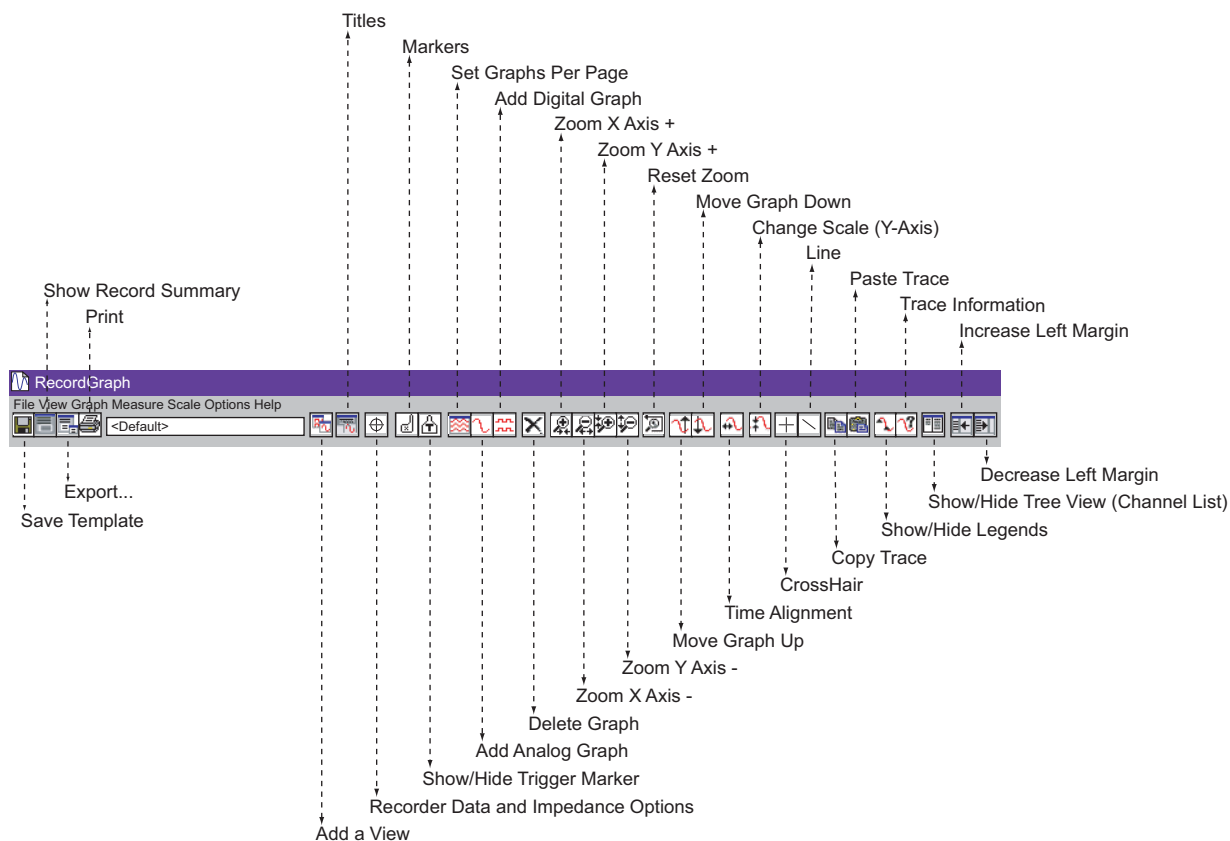 Titles
Markers
Set Graphs Per Page
Add Digital Graph
Zoom X Axis +
Zoom Y Axis +
Reset Zoom
Move Graph Down
Change Scale (Y-Axis)
Line
Paste Trace
Trace Information
Increase Left Margin
Show Record Summary
Print
RecordGraph
File View Graph Measure Scale Options Help
<Default>
Export...
Save Template
Decrease Left Margin
Show/Hide Tree View (Channel List)
Show/Hide Legends
Copy Trace
CrossHair
Time Alignment
Move Graph Up
Zoom Y Axis -
Zoom X Axis -
Delete Graph
Add Analog Graph
Show/Hide Trigger Marker
Recorder Data and Impedance Options
Add a View